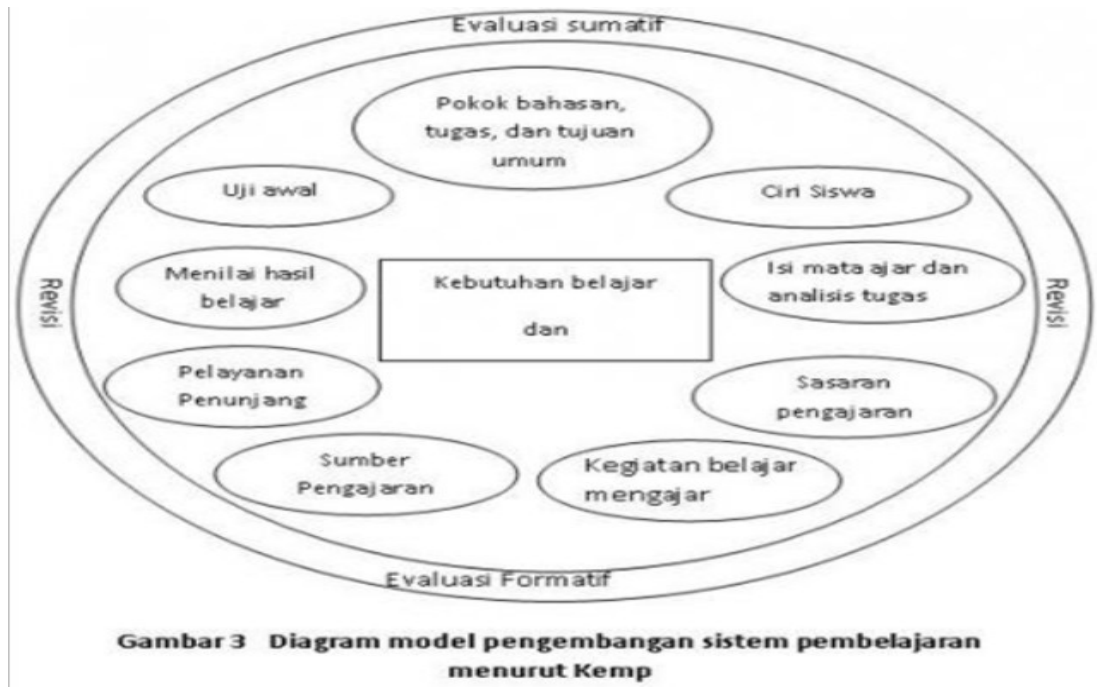 Evaluasi sumatif
Pokok bahasan,
tugas, dan tujuan
umum
Uji awal
Ciri Siswa
Menilai hasil
belajar
Kebutuhan belajar
dan
Isi mata ajar dan
analisis tugas
Revisi
Revisi
Pelayanan
Penunjang
Sasaran
pengajaran
Sumber
Pengajaran
Kegiatan belajar
mengajar
Evaluasi Formatif
Gambar 3 Diagram model pengembangan sistem pembelajaran
menurut Kemp